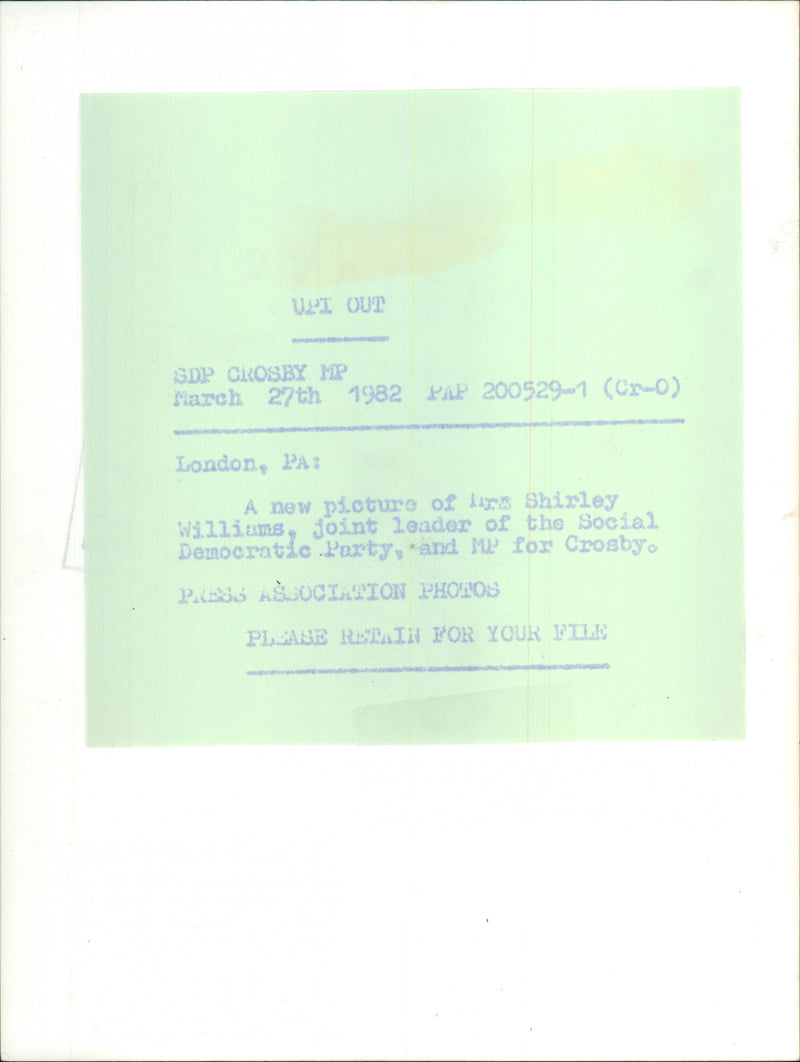 UPI OUT
SDP CROSBY MP
March 27th 1982 PAP 200529-1 (Cr-O)
London, PA:
A new picture of Mrs Shirley
Williams, joint leader of the Social
Democratic Party, and MP for Crosby.
PRESS ASSOCIATION PHOTOS
PLEASE RETAIN FOR YOUR FILE